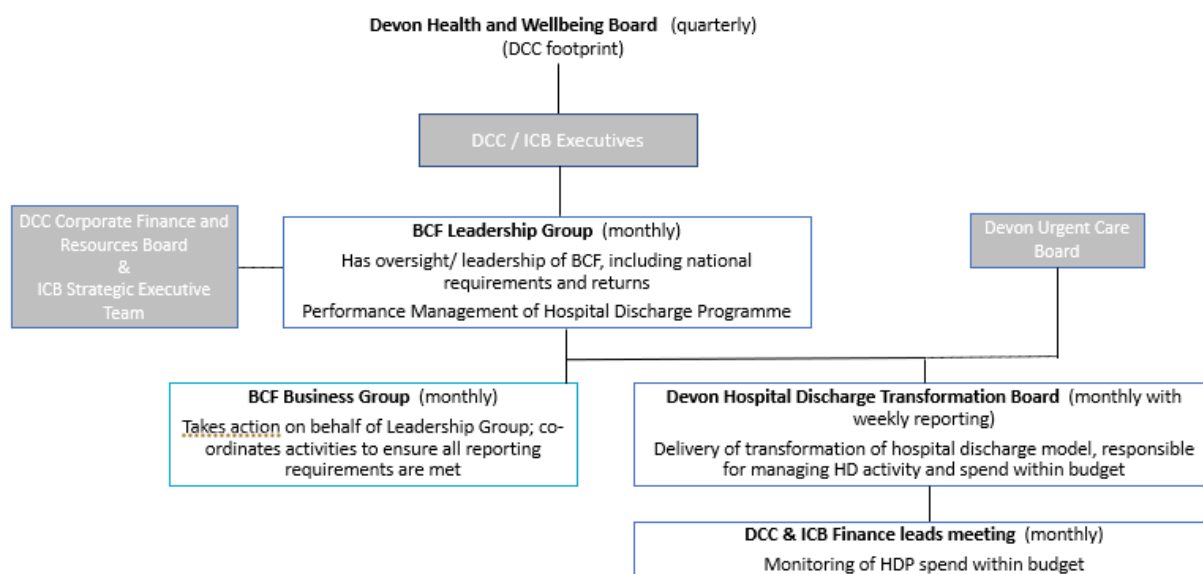 Devon Health and Wellbeing Board (quarterly)
(DCC footprint)
DCC / ICB Executives
DCC Corporate Finance and
Resources Board
&
ICB Strategic Executive
Team
BCF Leadership Group (monthly)
Has oversight/ leadership of BCF, including national
requirements and returns
Performance Management of Hospital Discharge Programme
Devon Urgent Care
Board
BCF Business Group (monthly)
Takes action on behalf of Leadership Group; co-
ordinates activities to ensure all reporting
requirements are met
Devon Hospital Discharge Transformation Board (monthly with
weekly reporting)
Delivery of transformation of hospital discharge model, responsible
for managing HD activity and spend within budget
DCC & ICB Finance leads meeting (monthly)
Monitoring of HDP spend within budget